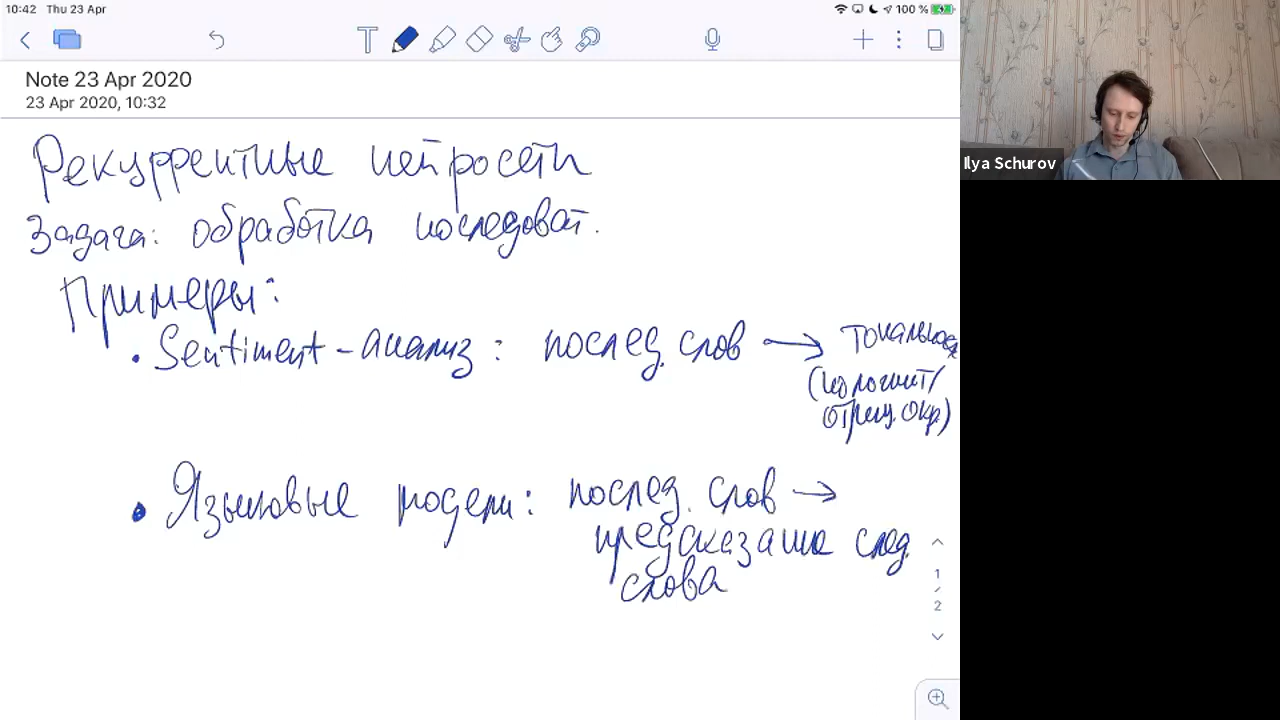 10:42 Thu 23 Apr
100 %
T
Note 23 Apr 2020
23 Apr 2020, 10:32
Рекуррентные нейросети
Задача: обработка последоват.
Примеры:
• Sentiment-анализ: послед. слов → тональность
(положит/
отриц. окр.)
• Языковые модели: послед. слов →
предсказание след.
слова
1
/
2
Ilya Schurov